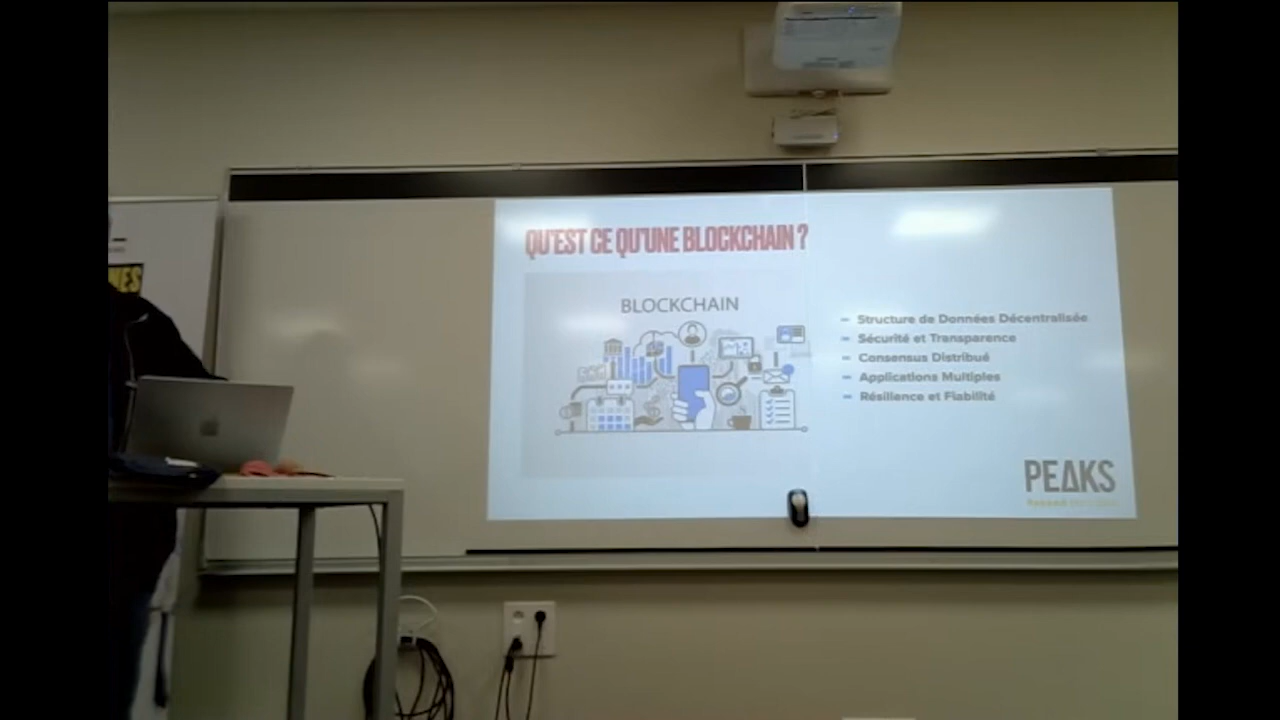 QU'EST CE QU'UNE BLOCKCHAIN ?
BLOCKCHAIN
- Structure de Données Décentralisée
- Sécurité et Transparence
- Consensus Distribué
- Applications Multiples
- Résilience et Fiabilité
PEAKS